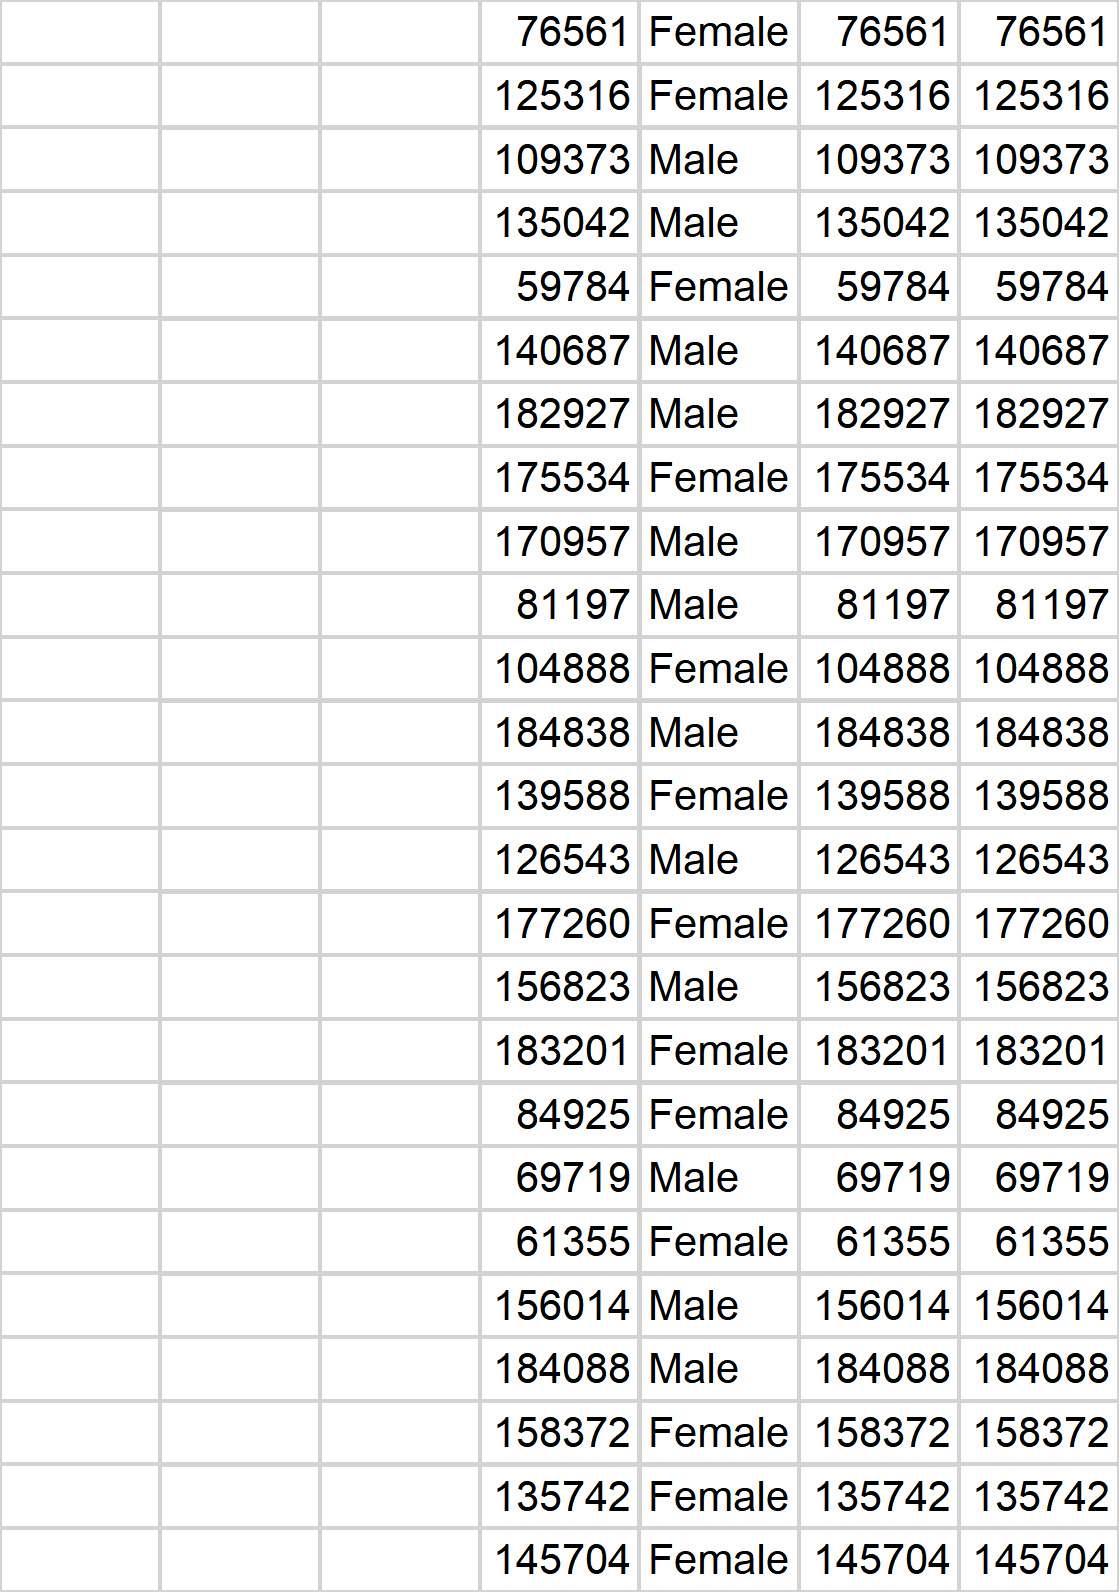 76561 Female 76561 76561
125316 Female 125316 125316
109373 Male 109373 109373
135042 Male 135042 135042
59784 Female 59784 59784
140687 Male 140687 140687
182927 Male 182927 182927
175534 Female 175534 175534
170957 Male 170957 170957
81197 Male 81197 81197
104888 Female 104888 104888
184838 Male 184838 184838
139588 Female 139588 139588
126543 Male 126543 126543
177260 Female 177260 177260
156823 Male 156823 156823
183201 Female 183201 183201
84925 Female 84925 84925
69719 Male 69719 69719
61355 Female 61355 61355
156014 Male 156014 156014
184088 Male 184088 184088
158372 Female 158372 158372
135742 Female 135742 135742
145704 Female 145704 145704